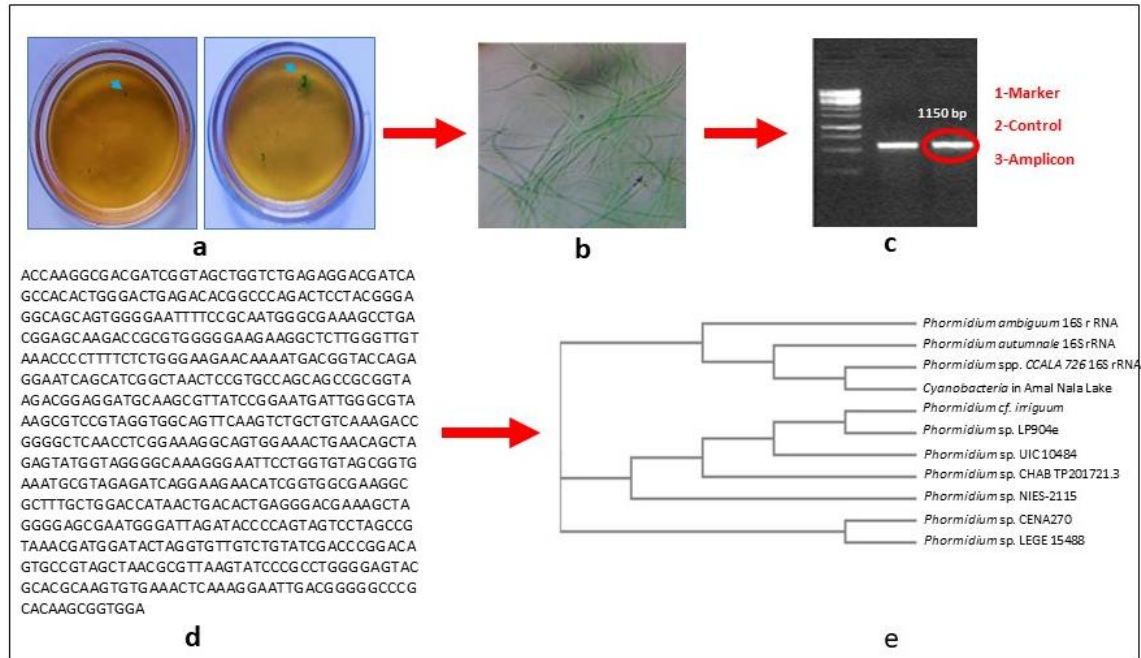 1150 bp
1-Marker
2-Control
3-Amplicon
a
b
c
ACCAAGGCGACGATCGGTAGCTGGTCTGAGAGGACGATCA
GCCACACTGGGACTGAGACACGGCCCAGACTCCTACGGGA
GGCAGCAGTGGGGAATTTTCCGCAATGGGCGAAAGCCTGA
CGGAGCAAGACCGCGTGGGGGAAGAAGGCTCTTGGGTTGT
AAACCCCTTTTCTCTGGGAAGAACAAAATGACGGTACCAGA
GGAATCAGCATCGGCTAACTCCGTGCCAGCAGCCGCGGTA
AGACGGAGGATGCAAGCGTTATCCGGAATGATTGGGCGTA
AAGCGTCCGTAGGTGGCAGTTCAAGTCTGCTGTCAAAGACC
GGGGCTCAACCTCGGAAAGGCAGTGGAAACTGAACAGCTA
GAGTATGGTAGGGGCAAAGGGAATTCCTGGTGTAGCGGTG
AAATGCGTAGAGATCAGGAAGAACATCGGTGGCGAAGGC
GCTTTGCTGGACCATAACTGACACTGAGGGACGAAAGCTA
GGGGAGCGAATGGGATTAGATACCCCAGTAGTCCTAGCCG
TAAACGATGGATACTAGGTGTTGTCTGTATCGACCCGGACA
GTGCCGTAGCTAACGCGTTAAGTATCCCGCCTGGGGAGTAC
GCACGCAAGTGTGAAACTCAAAGGAATTGACGGGGGCCCG
CACAAGCGGTGGA
d
Phormidium ambiguum 16S r RNA
Phormidium autumnale 16S rRNA
Phormidium spp. CCALA 726 16S rRNA
Cyanobacteria in Amal Nala Lake
Phormidium cf. irriguum
Phormidium sp. LP904e
Phormidium sp. UIC 10484
Phormidium sp. CHAB TP201721.3
Phormidium sp. NIES-2115
Phormidium sp. CENA270
Phormidium sp. LEGE 15488
e